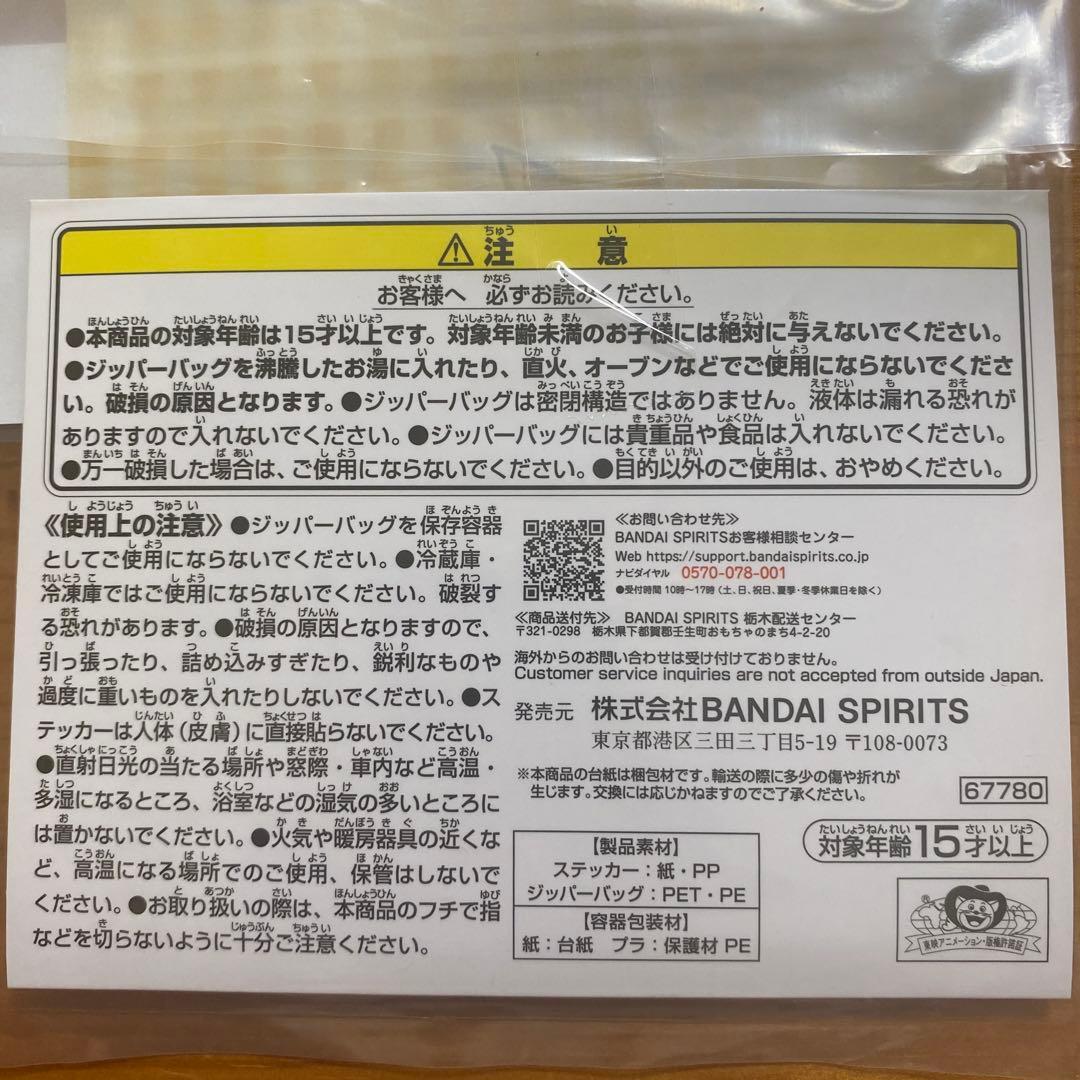 ⚠注意
お客様へ 必ずお読みください。
●本商品の対象年齢は15才以上です。対象年齢未満のお子様には絶対に与えないでください。
●ジッパーバッグを沸騰したお湯に入れたり、直火、オーブンなどでご使用にならないでくださ
い。破損の原因となります。●ジッパーバッグは密閉構造ではありません。液体は漏れる恐れが
ありますので入れないでください。●ジッパーバッグには貴重品や食品は入れないでください。
●万一破損した場合は、ご使用にならないでください。●目的以外のご使用は、おやめください。
《使用上の注意》●ジッパーバッグを保存容器
としてご使用にならないでください。●冷蔵庫・
冷凍庫ではご使用にならないでください。破裂す
る恐れがあります。●破損の原因となりますので、
引っ張ったり、詰め込みすぎたり、鋭利なものや
過度に重いものを入れたりしないでください。●ス
テッカーは人体(皮膚)に直接貼らないでください。
●直射日光の当たる場所や窓際・車内など高温・
多湿になるところ、浴室などの湿気の多いところに
は置かないでください。●火気や暖房器具の近くな
ど、高温になる場所でのご使用、保管はしないで
ください。●お取り扱いの際は、本商品のフチで指
などを切らないように十分ご注意ください。
≪お問い合わせ先≫
BANDAI SPIRITSお客様相談センター
Web https://support.bandaispirits.co.jp
ナビダイヤル 0570-078-001
●受付時間 10時〜17時(土、日、祝日、夏季・冬季休業日を除く)
≪商品送付先≫ BANDAI SPIRITS 栃木配送センター
〒321-0298 栃木県下都賀郡壬生町おもちゃのまち4-2-20
海外からのお問い合わせは受け付けておりません。
Customer service inquiries are not accepted from outside Japan.
発売元 株式会社BANDAI SPIRITS
東京都港区三田三丁目5-19 〒108-0073
※本商品の台紙は梱包材です。輸送の際に多少の傷や折れが
生じます。交換には応じかねますのでご了承ください。
67780
対象年齢15才以上
【製品素材】
ステッカー:紙・PP
ジッパーバッグ:PET・PE
【容器包装材】
紙:台紙 プラ:保護材 PE
東映アニメーション・版権許諾証